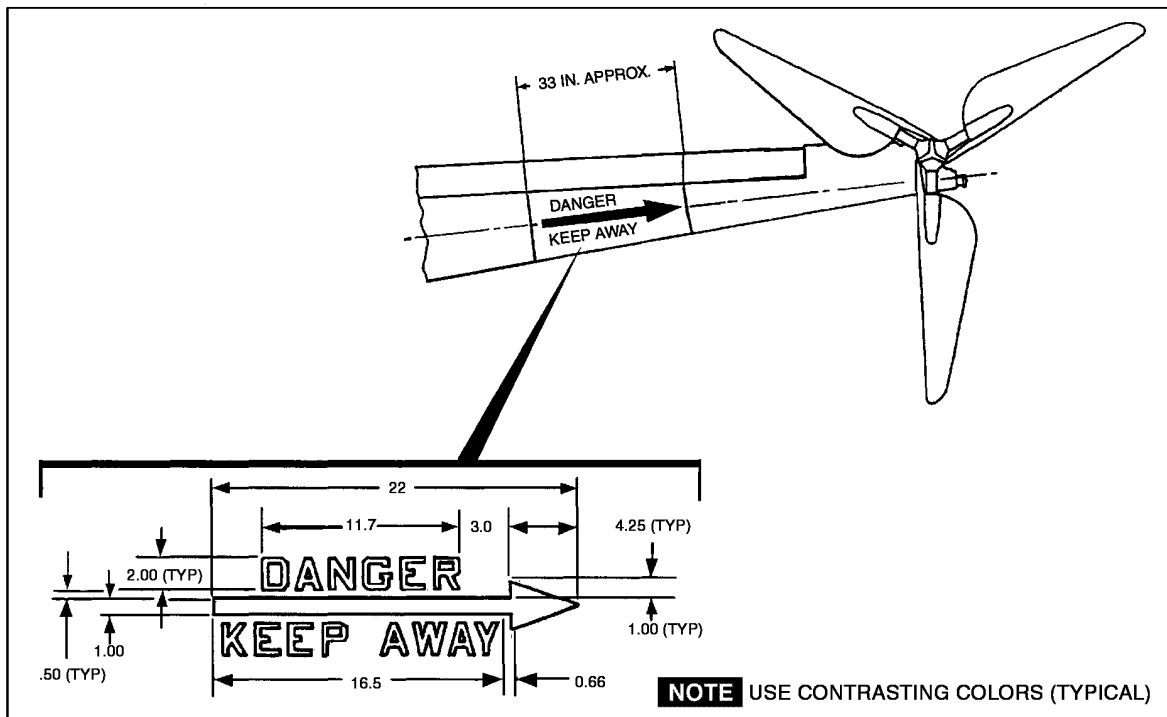 33 IN. APPROX.
DANGER
KEEP AWAY
22
11.7
3.0
4.25 (TYP)
2.00 (TYP)
DANGER
1.00
1.00 (TYP)
KEEP AWAY
.50 (TYP)
16.5
0.66
NOTE USE CONTRASTING COLORS (TYPICAL)